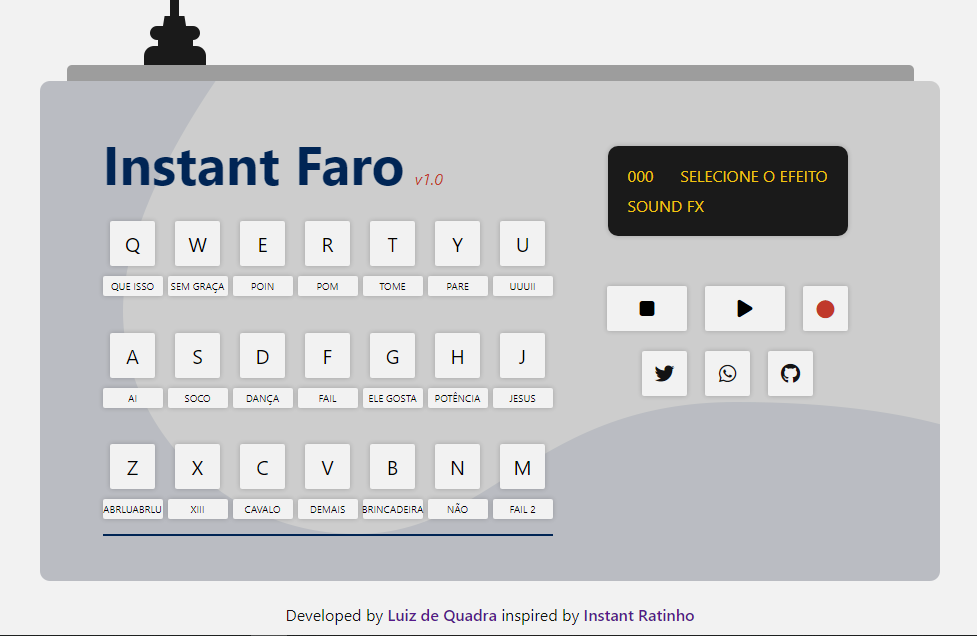 Instant Faro v1.0
000 SELECIONE O EFEITO
SOUND FX
Q W E R T Y U
QUE ISSO SEM GRAÇA POIN POM TOME PARE UUUII
A S D F G H J
AI SOCO DANÇA FAIL ELE GOSTA POTÊNCIA JESUS
Z X C V B N M
ABRLUABRLU XIII CAVALO DEMAIS BRINCADEIRA NÃO FAIL 2
Developed by Luiz de Quadra inspired by Instant Ratinho